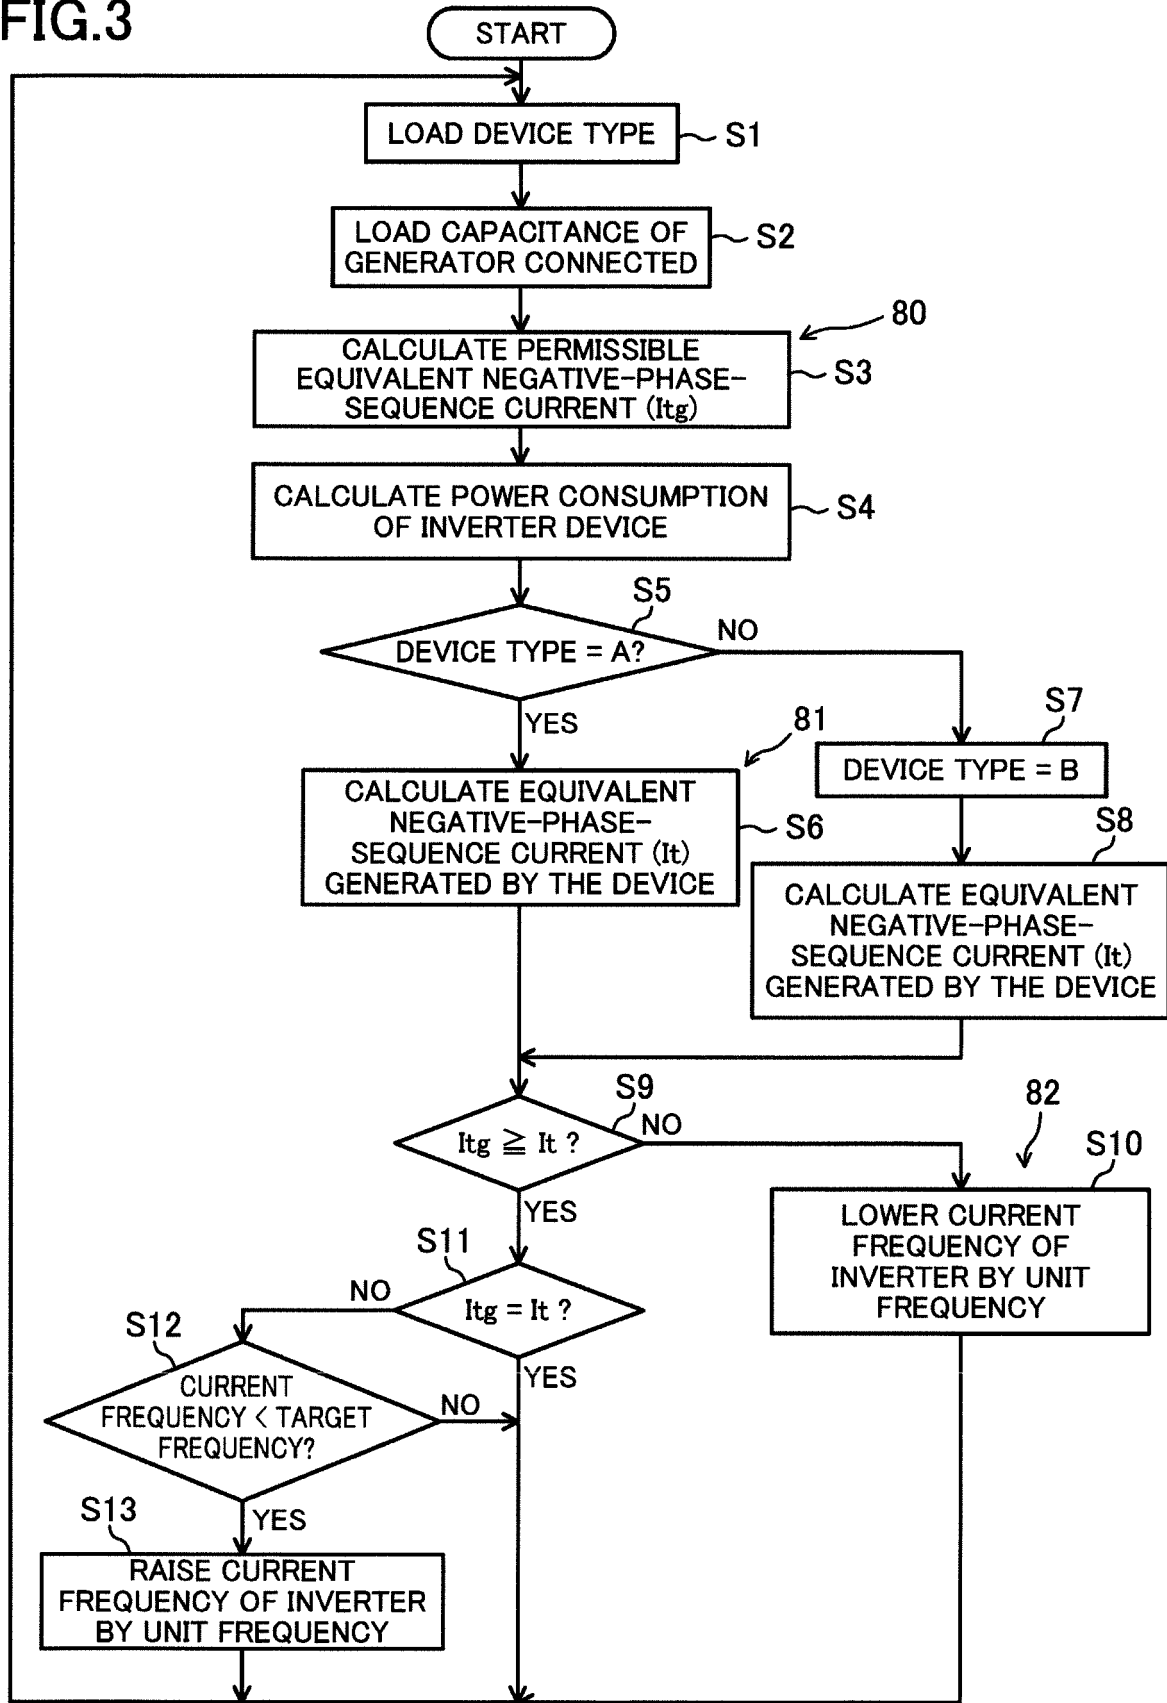 FIG.3
START
LOAD DEVICE TYPE
S1
LOAD CAPACITANCE OF
GENERATOR CONNECTED
S2
80
CALCULATE PERMISSIBLE
EQUIVALENT NEGATIVE-PHASE-
SEQUENCE CURRENT (Itg)
S3
CALCULATE POWER CONSUMPTION
OF INVERTER DEVICE
S4
S5
DEVICE TYPE = A?
NO
YES
S7
DEVICE TYPE = B
81
CALCULATE EQUIVALENT
NEGATIVE-PHASE-
SEQUENCE CURRENT (It)
GENERATED BY THE DEVICE
S6
S8
CALCULATE EQUIVALENT
NEGATIVE-PHASE-
SEQUENCE CURRENT (It)
GENERATED BY THE DEVICE
S9
Itg ≧ It ?
NO
YES
82
S10
LOWER CURRENT
FREQUENCY OF
INVERTER BY UNIT
FREQUENCY
S11
Itg = It ?
NO
YES
S12
CURRENT
FREQUENCY < TARGET
FREQUENCY?
NO
YES
S13
RAISE CURRENT
FREQUENCY OF INVERTER
BY UNIT FREQUENCY